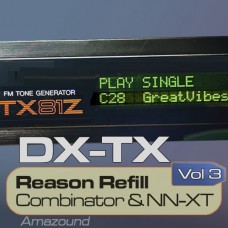 FM TONE GENERATOR
TX81Z
PLAY SINGLE
C28 GreatVibes
DX-TX
Vol 3
Reason Refill
Combinator & NN-XT
Amazound